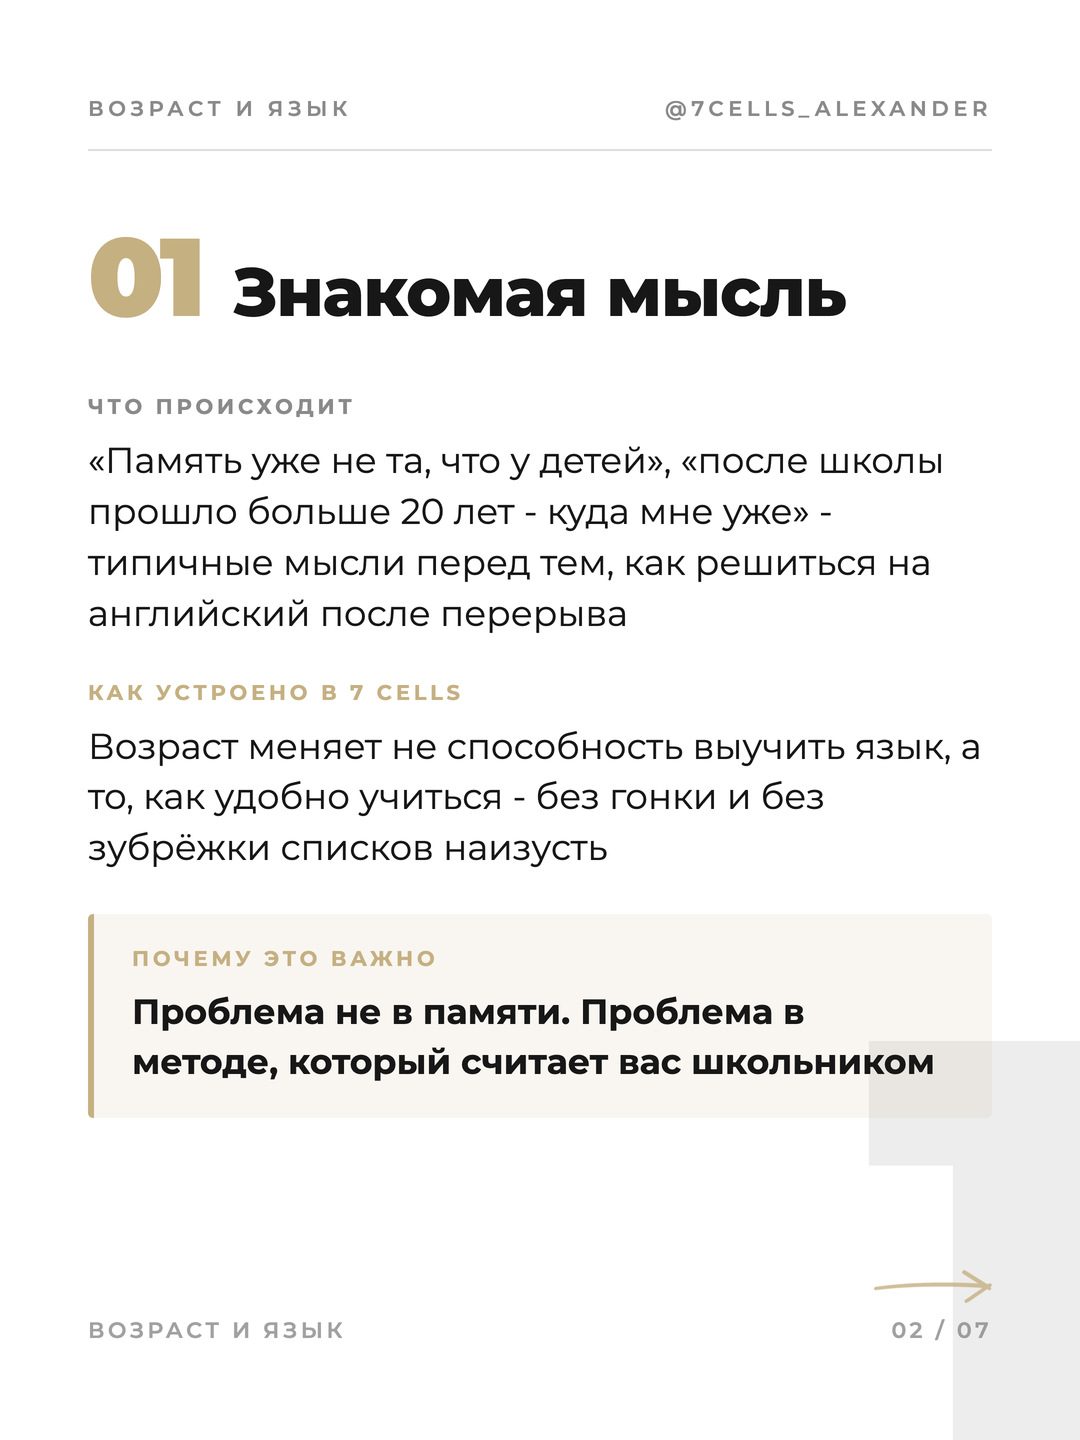 ВОЗРАСТ И ЯЗЫК
@7CELLS_ALEXANDER
01 Знакомая мысль
ЧТО ПРОИСХОДИТ
«Память уже не та, что у детей», «после школы
прошло больше 20 лет - куда мне уже» -
типичные мысли перед тем, как решиться на
английский после перерыва
КАК УСТРОЕНО В 7 CELLS
Возраст меняет не способность выучить язык, а
то, как удобно учиться - без гонки и без
зубрёжки списков наизусть
ПОЧЕМУ ЭТО ВАЖНО
Проблема не в памяти. Проблема в
методе, который считает вас школьником
1
ВОЗРАСТ И ЯЗЫК
02 / 07